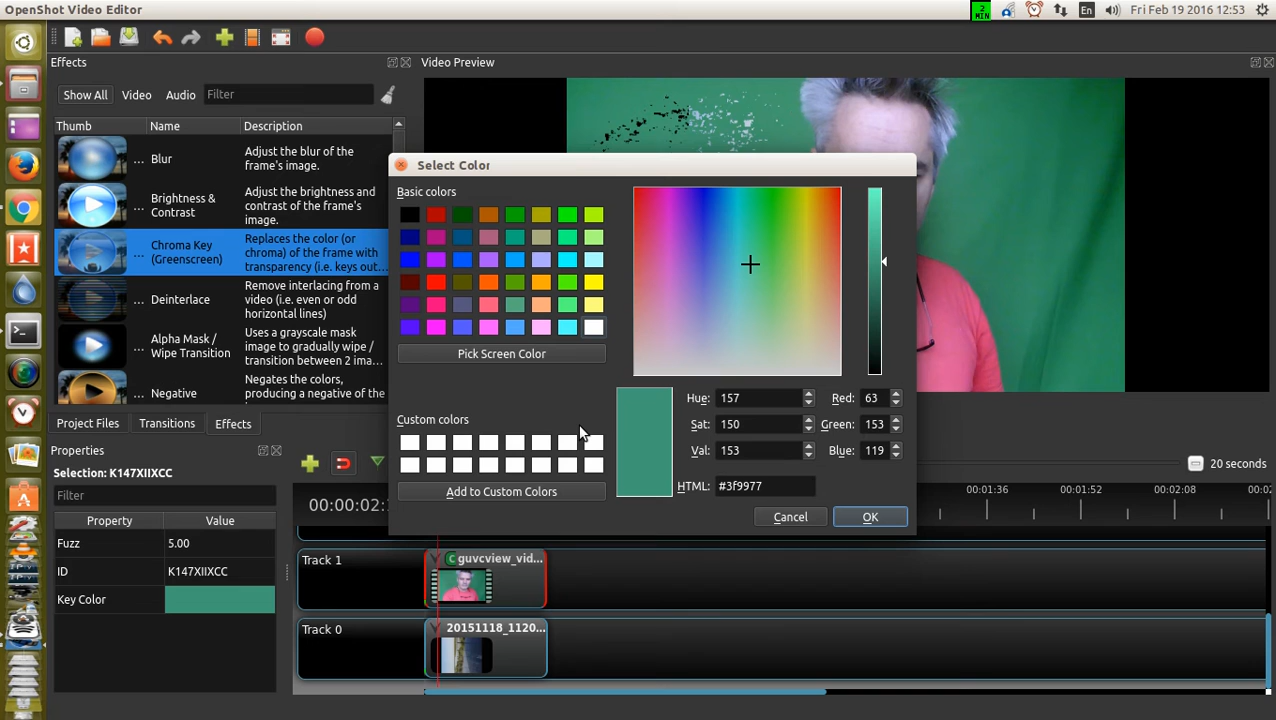 OpenShot Video Editor
2 MIN
En
Fri Feb 19 2016 12:53
Effects
Video Preview
Show All
Video
Audio
Filter
Thumb
Name
Description
... Blur
Adjust the blur of the
frame's image.
... Brightness &
Contrast
Adjust the brightness and
contrast of the frame's
image.
... Chroma Key
(Greenscreen)
Replaces the color (or
chroma) of the frame with
transparency (i.e. keys out...
... Deinterlace
Remove interlacing from a
video (i.e. even or odd
horizontal lines)
... Alpha Mask /
Wipe Transition
Uses a grayscale mask
image to gradually wipe /
transition between 2 ima...
... Negative
Negates the colors,
producing a negative of the
Project Files
Transitions
Effects
Select Color
Basic colors
Pick Screen Color
Custom colors
Add to Custom Colors
Hue: 157
Red: 63
Sat: 150
Green: 153
Val: 153
Blue: 119
HTML: #3f9977
Cancel
OK
Properties
Selection: K147XIIXCC
Filter
Property
Value
Fuzz
5.00
ID
K147XIIXCC
Key Color
20 seconds
00:00:02:
00:01:36
00:01:52
00:02:08
00:02
Track 1
C guvcview_vid...
Track 0
20151118_1120...